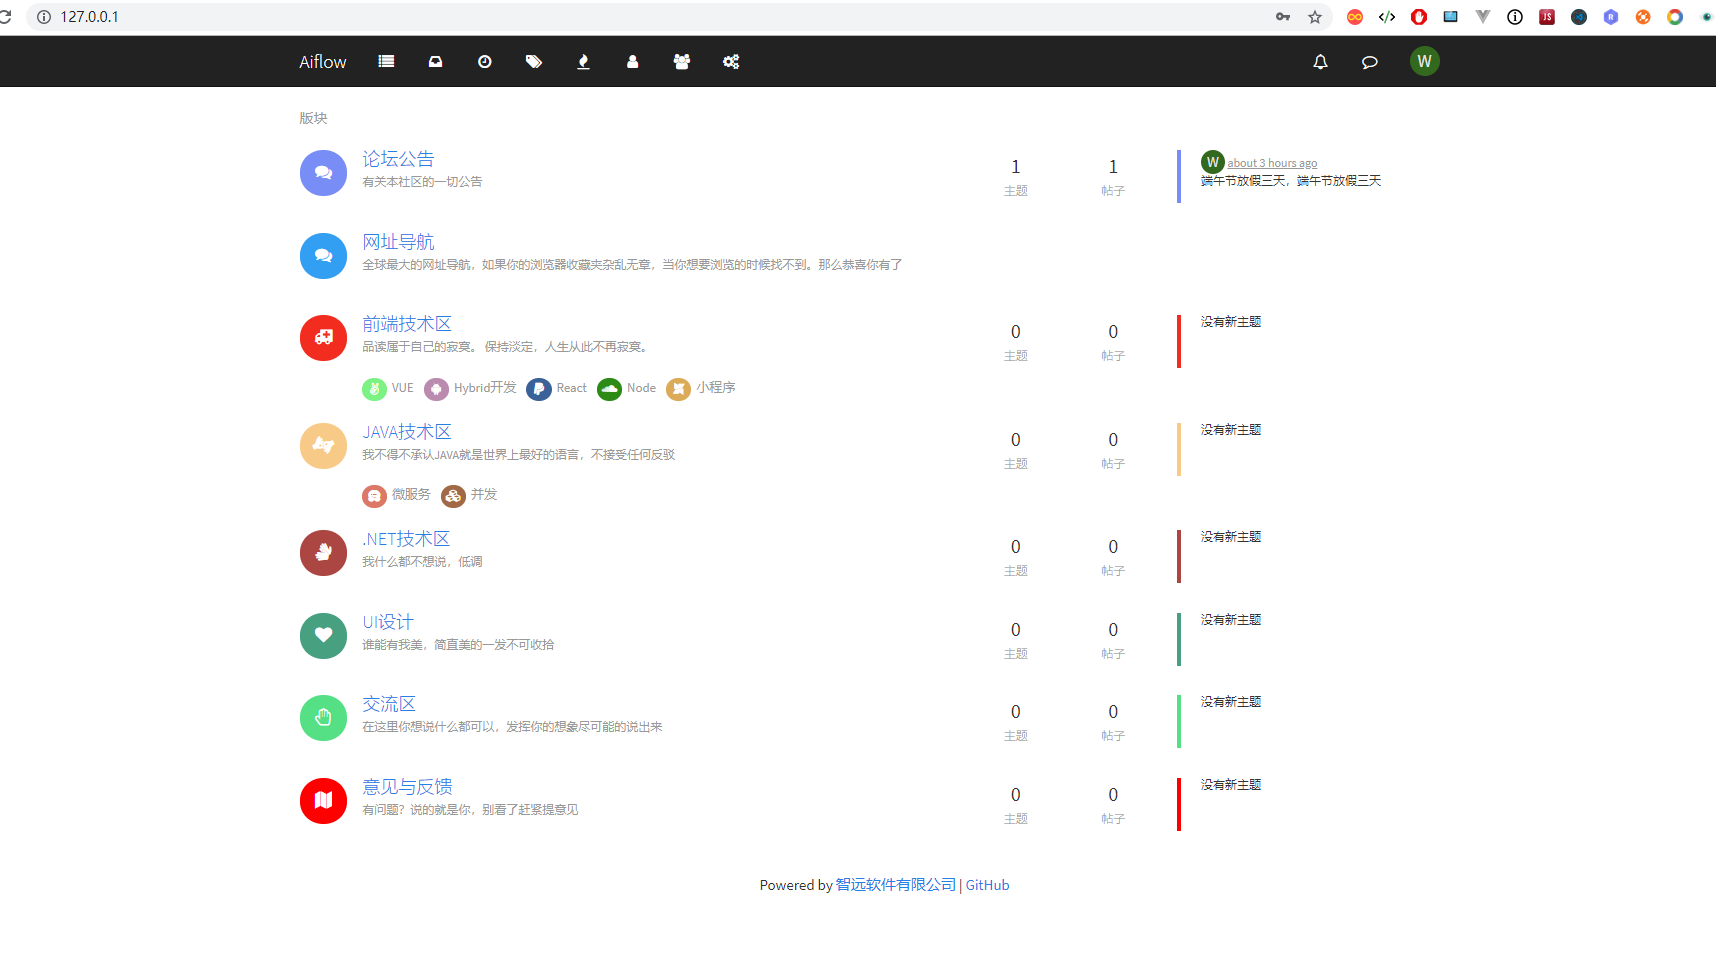 127.0.0.1
Aiflow
W
版块
论坛公告
有关本社区的一切公告
1
主题
1
帖子
W about 3 hours ago
端午节放假三天，端午节放假三天
网址导航
全球最大的网址导航，如果你的浏览器收藏夹杂乱无章，当你想要浏览的时候找不到。那么恭喜你有了
前端技术区
品读属于自己的寂寞。 保持淡定，人生从此不再寂寞。
0
主题
0
帖子
没有新主题
VUE Hybrid开发 React Node 小程序
JAVA技术区
我不得不承认JAVA就是世界上最好的语言，不接受任何反驳
0
主题
0
帖子
没有新主题
微服务 并发
.NET技术区
我什么都不想说，低调
0
主题
0
帖子
没有新主题
UI设计
谁能有我美，简直美的一发不可收拾
0
主题
0
帖子
没有新主题
交流区
在这里你想说什么都可以，发挥你的想象尽可能的说出来
0
主题
0
帖子
没有新主题
意见与反馈
有问题？说的就是你，别看了赶紧提意见
0
主题
0
帖子
没有新主题
Powered by 智远软件有限公司 | GitHub